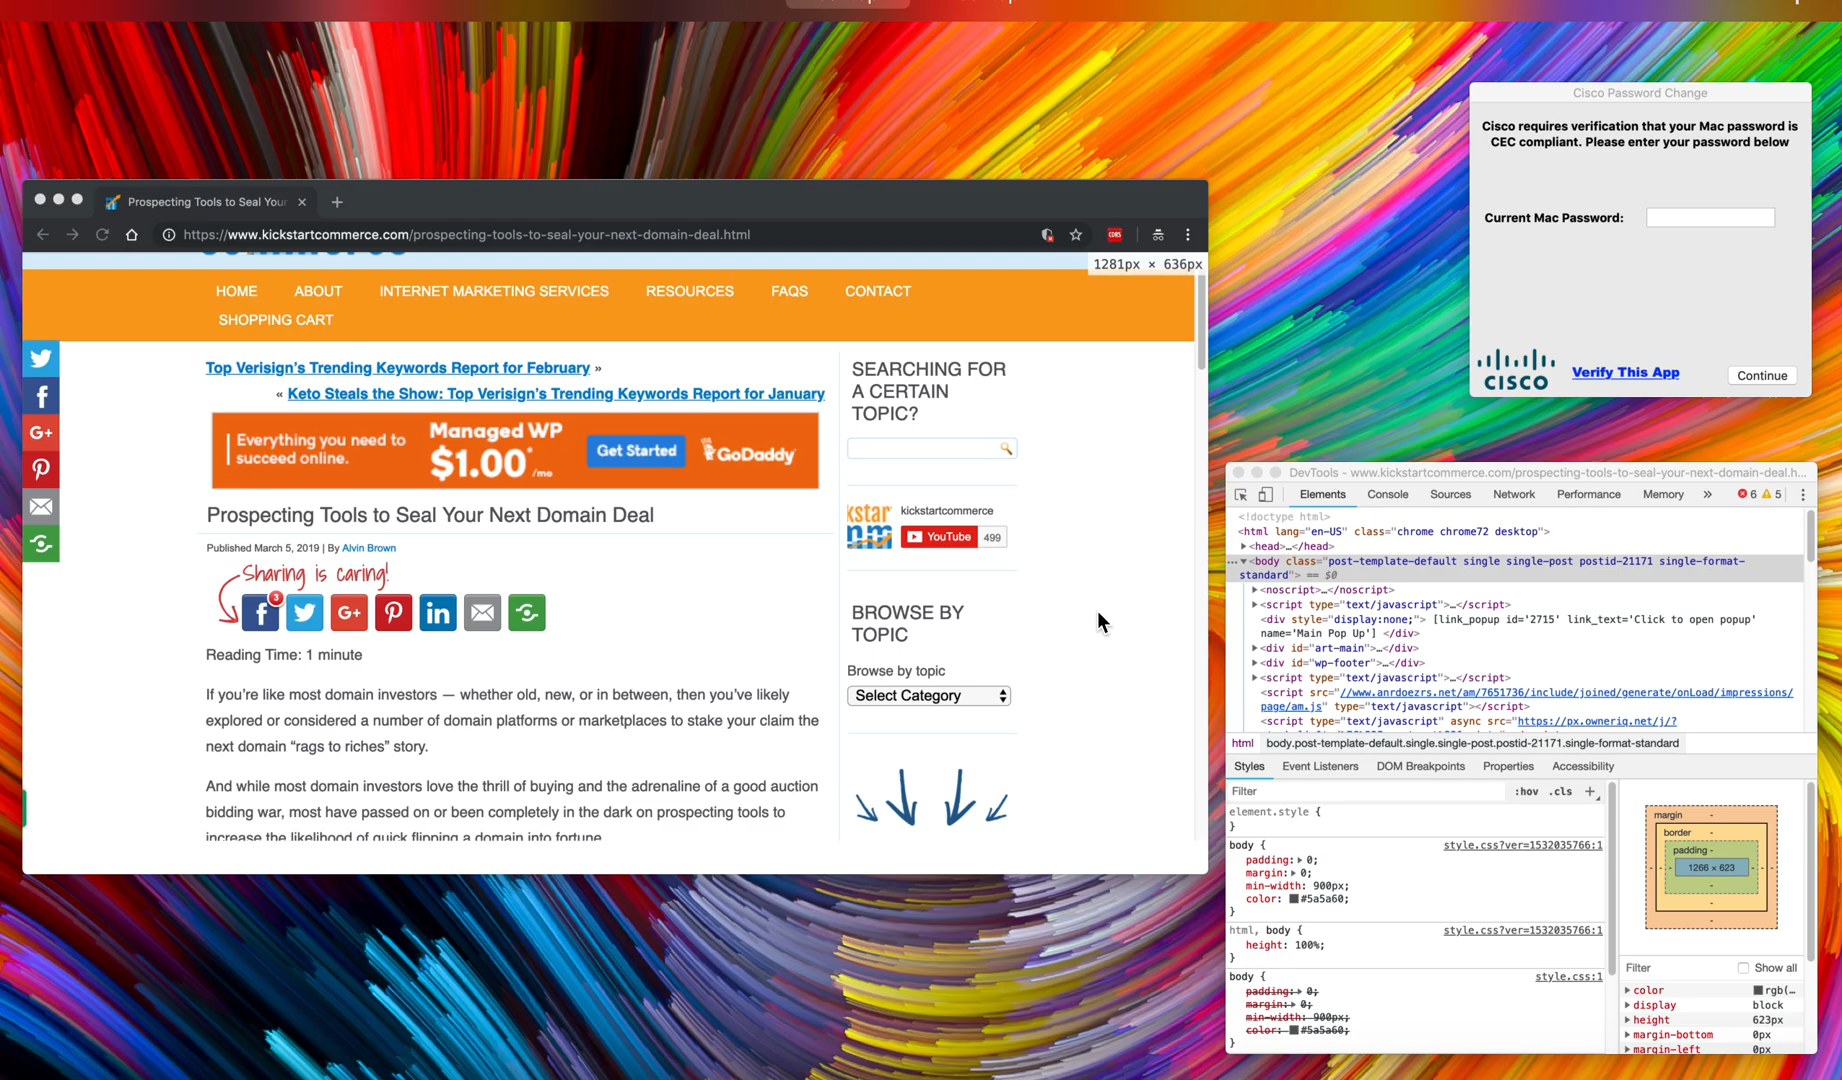 Prospecting Tools to Seal Your
https://www.kickstartcommerce.com/prospecting-tools-to-seal-your-next-domain-deal.html
1281px × 636px
HOME ABOUT INTERNET MARKETING SERVICES RESOURCES FAQS CONTACT
SHOPPING CART
Top Verisign’s Trending Keywords Report for February »
« Keto Steals the Show: Top Verisign’s Trending Keywords Report for January
Everything you need to
succeed online.
Managed WP
$1.00* /mo
Get Started
GoDaddy
Prospecting Tools to Seal Your Next Domain Deal
Published March 5, 2019 | By Alvin Brown
Sharing is caring!
3
Reading Time: 1 minute
If you’re like most domain investors — whether old, new, or in between, then you’ve likely
explored or considered a number of domain platforms or marketplaces to stake your claim the
next domain “rags to riches” story.
And while most domain investors love the thrill of buying and the adrenaline of a good auction
bidding war, most have passed on or been completely in the dark on prospecting tools to
increase the likelihood of quick flipping a domain into fortune.
SEARCHING FOR
A CERTAIN
TOPIC?
kickstartcommerce
YouTube 499
BROWSE BY
TOPIC
Browse by topic
Select Category
Cisco Password Change
Cisco requires verification that your Mac password is
CEC compliant. Please enter your password below
Current Mac Password:
CISCO
Verify This App
Continue
DevTools - www.kickstartcommerce.com/prospecting-tools-to-seal-your-next-domain-deal.h...
Elements Console Sources Network Performance Memory » 6 5
<!doctype html>
<html lang="en-US" class="chrome chrome72 desktop">
<head>…</head>
<body class="post-template-default single single-post postid-21171 single-format-
standard"> == $0
<noscript>…</noscript>
<script type="text/javascript">…</script>
<div style="display:none;"> [link_popup id='2715' link_text='Click to open popup'
name='Main Pop Up'] </div>
<div id="art-main">…</div>
<div id="wp-footer">…</div>
<script type="text/javascript">…</script>
<script src="//www.anrdoezrs.net/am/7651736/include/joined/generate/onLoad/impressions/
page/am.js" type="text/javascript"></script>
<script type="text/javascript" async src="https://px.owneriq.net/j/?
html body.post-template-default.single.single-post.postid-21171.single-format-standard
Styles Event Listeners DOM Breakpoints Properties Accessibility
Filter :hov .cls +
element.style {
}
body { style.css?ver=1532035766:1
padding: 0;
margin: 0;
min-width: 900px;
color: #5a5a60;
}
html, body { style.css?ver=1532035766:1
height: 100%;
}
body { style.css:1
padding: 0;
margin: 0;
min-width: 900px;
color: #5a5a60;
}
margin -
border -
padding -
1266 × 623
Filter Show all
color rgb(…
display block
height 623px
margin-bottom 0px
margin-left 0px